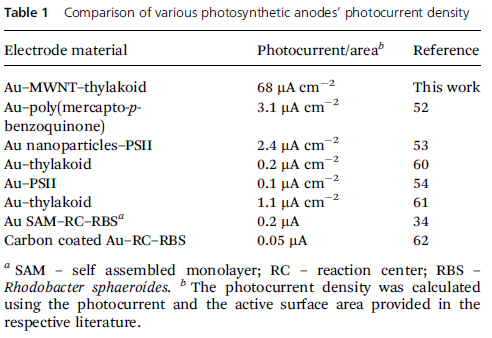 Table 1 Comparison of various photosynthetic anodes' photocurrent density
Electrode material Photocurrent/areaᵇ Reference
Au–MWNT–thylakoid 68 μA cm⁻² This work
Au–poly(mercapto-p- 3.1 μA cm⁻² 52
benzoquinone)
Au nanoparticles–PSII 2.4 μA cm⁻² 53
Au–thylakoid 0.2 μA cm⁻² 60
Au–PSII 0.1 μA cm⁻² 54
Au–thylakoid 1.1 μA cm⁻² 61
Au SAM–RC–RBSᵃ 0.2 μA 34
Carbon coated Au–RC–RBS 0.05 μA 62
ᵃ SAM – self assembled monolayer; RC – reaction center; RBS –
Rhodobacter sphaeroides. ᵇ The photocurrent density was calculated
using the photocurrent and the active surface area provided in the
respective literature.